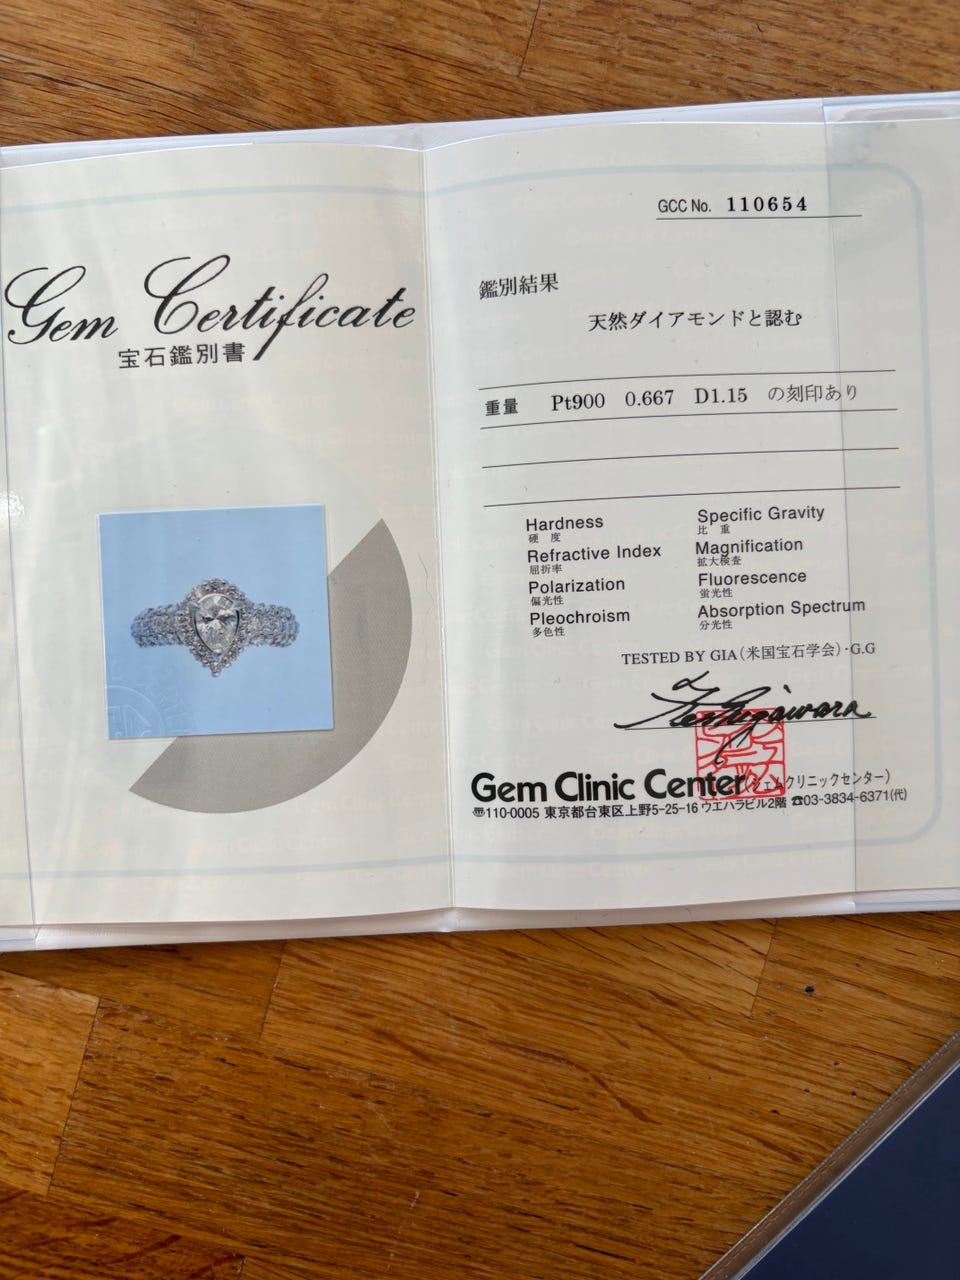 Gem Certificate
宝石鑑別書
GCC No. 110654
鑑別結果
天然ダイアモンドと認む
重量 Pt900 0.667 D1.15 の刻印あり
Hardness
硬度
Refractive Index
屈折率
Polarization
偏光性
Pleochroism
多色性
Specific Gravity
比重
Magnification
拡大検査
Fluorescence
蛍光性
Absorption Spectrum
分光性
TESTED BY GIA(米国宝石学会)・G.G
Gem Clinic Center(ジェムクリニックセンター)
〠110-0005 東京都台東区上野5-25-16 ウエハラビル2階 ☎03-3834-6371(代)